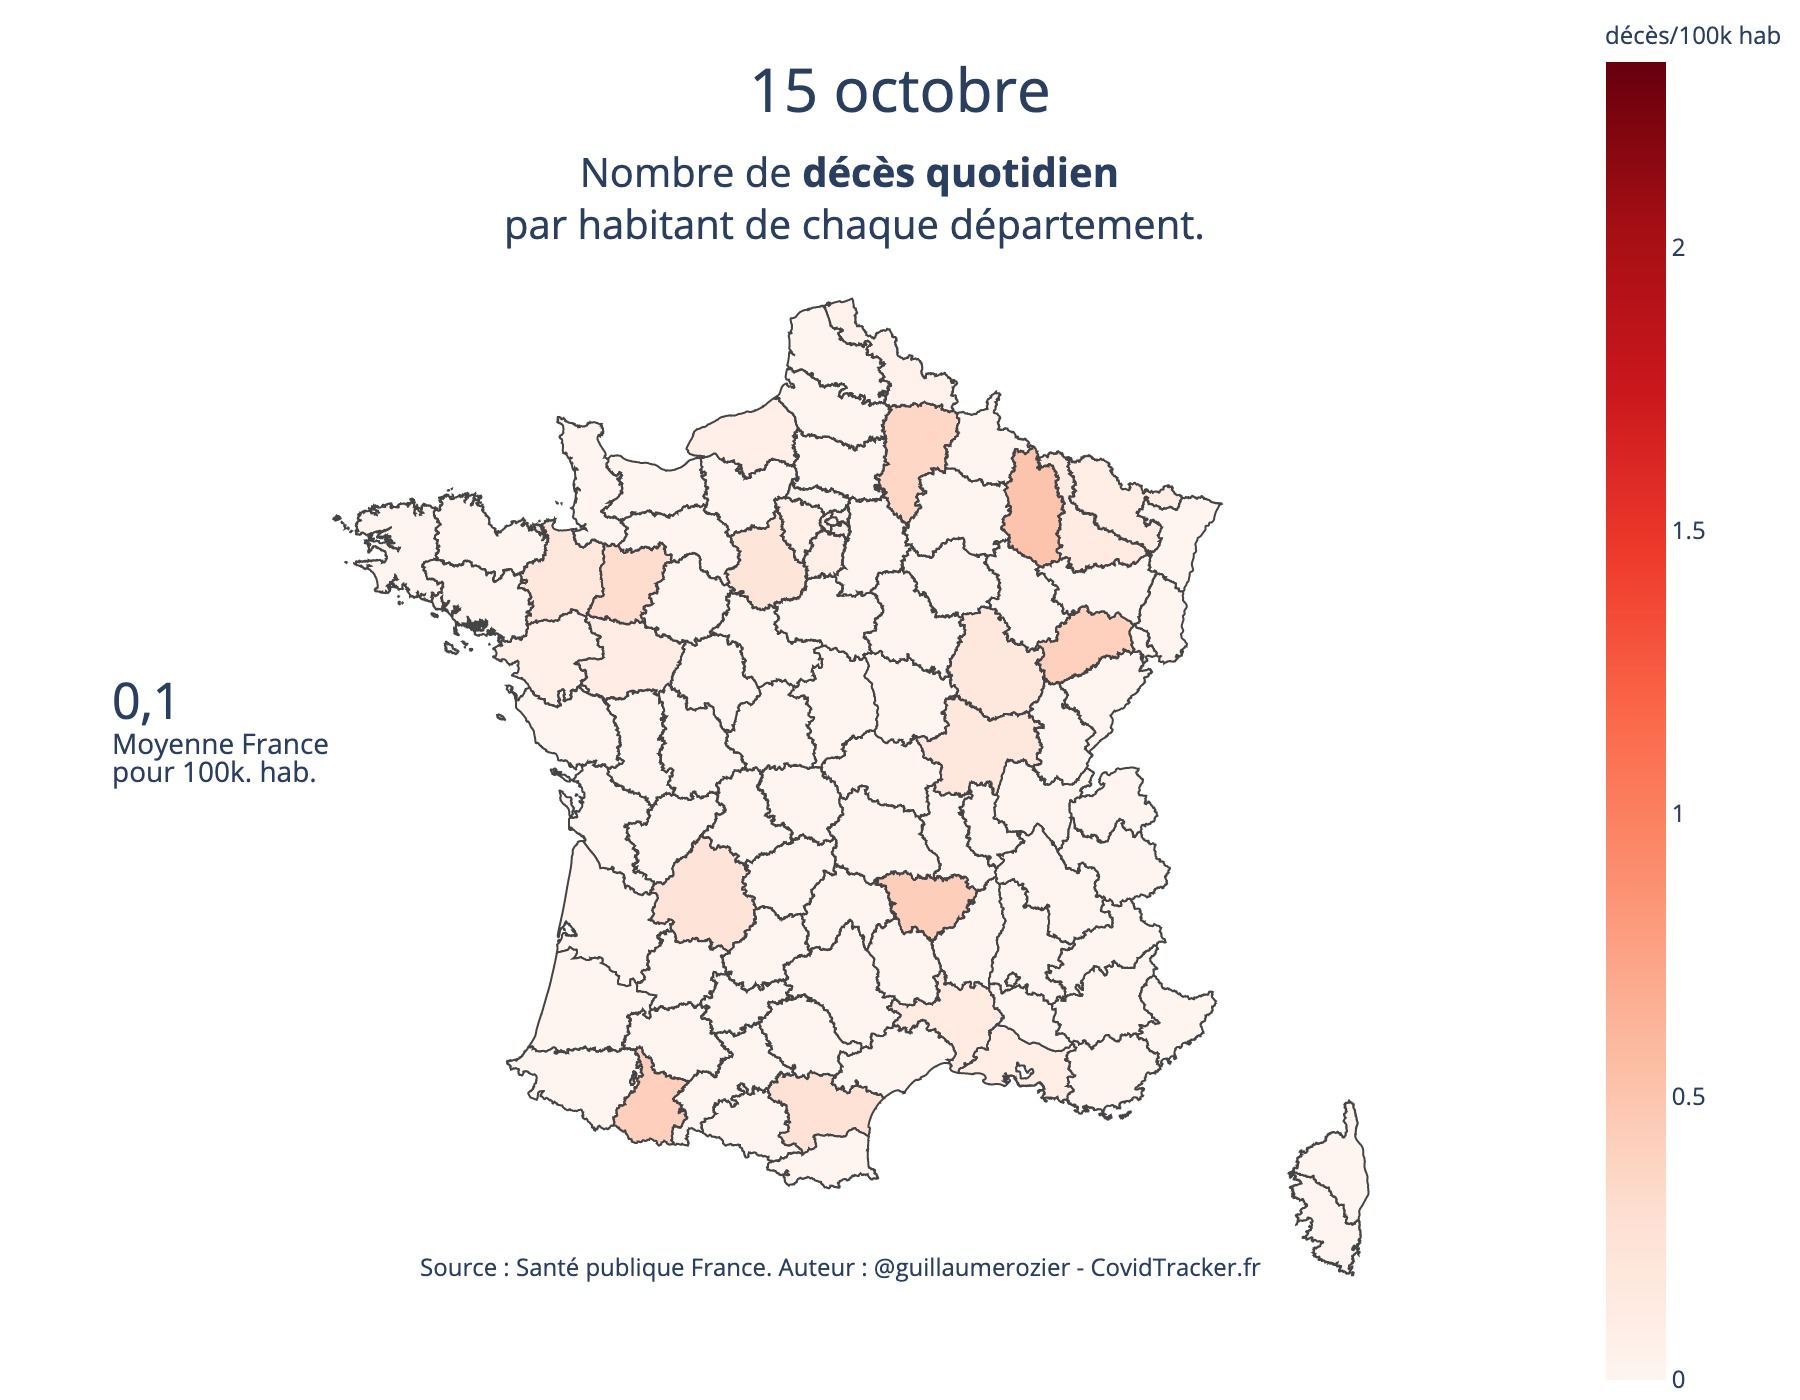 décès/100k hab
15 octobre
Nombre de décès quotidien
par habitant de chaque département.
2
1.5
0,1
Moyenne France
pour 100k. hab.
1
0.5
Source : Santé publique France. Auteur : @guillaumerozier - CovidTracker.fr
0